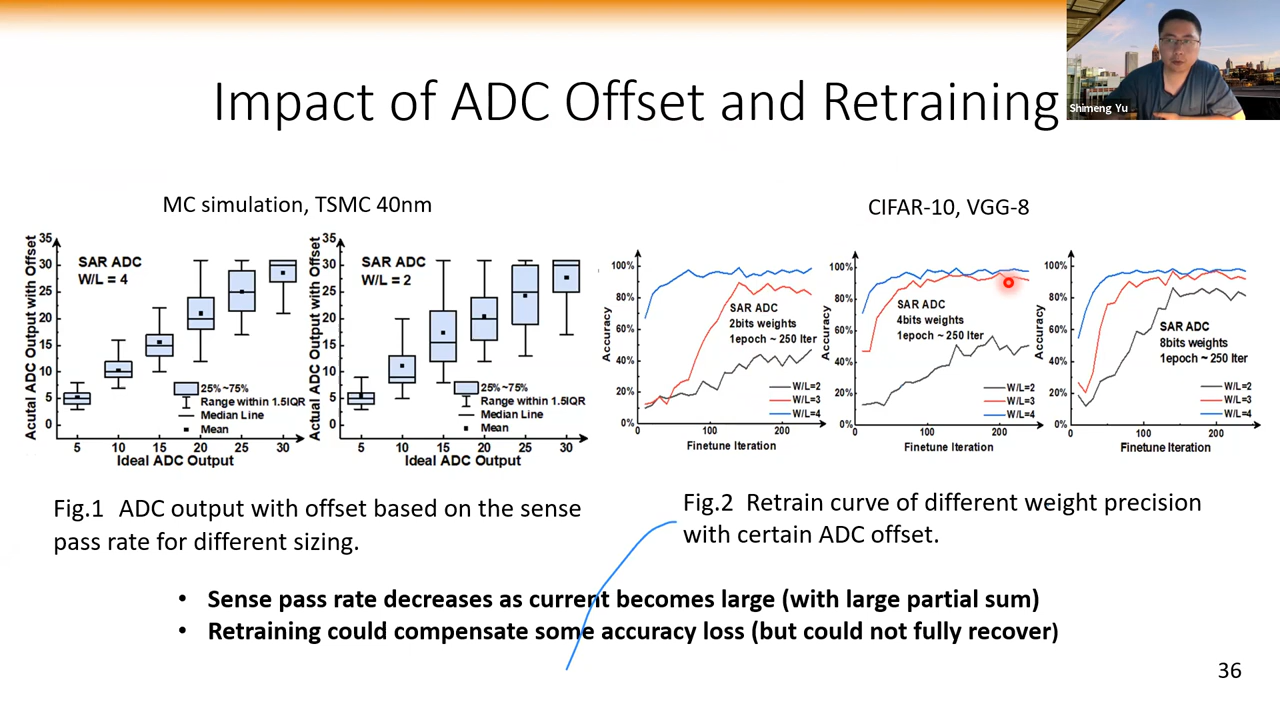 Shimeng Yu
Impact of ADC Offset and Retraining
MC simulation, TSMC 40nm
CIFAR-10, VGG-8
Acutal ADC Output with Offset
35
30
25
20
15
10
5
0
SAR ADC
W/L = 4
25%~75%
Range within 1.5IQR
Median Line
Mean
5 10 15 20 25 30
Ideal ADC Output
Actual ADC Output with Offset
35
30
25
20
15
10
5
0
SAR ADC
W/L = 2
25%~75%
Range within 1.5IQR
Median Line
Mean
5 10 15 20 25 30
Ideal ADC Output
Accuracy
100%
80%
60%
40%
20%
0%
SAR ADC
2bits weights
1epoch ~ 250 Iter
W/L=2
W/L=3
W/L=4
0 100 200
Finetune Iteration
Accuracy
100%
80%
60%
40%
20%
0%
SAR ADC
4bits weights
1epoch ~ 250 Iter
W/L=2
W/L=3
W/L=4
0 100 200
Finetune Iteration
Accuracy
100%
80%
60%
40%
20%
0%
SAR ADC
8bits weights
1epoch ~ 250 Iter
W/L=2
W/L=3
W/L=4
0 100 200
Finetune Iteration
Fig.1 ADC output with offset based on the sense
pass rate for different sizing.
Fig.2 Retrain curve of different weight precision
with certain ADC offset.
• Sense pass rate decreases as current becomes large (with large partial sum)
• Retraining could compensate some accuracy loss (but could not fully recover)
36